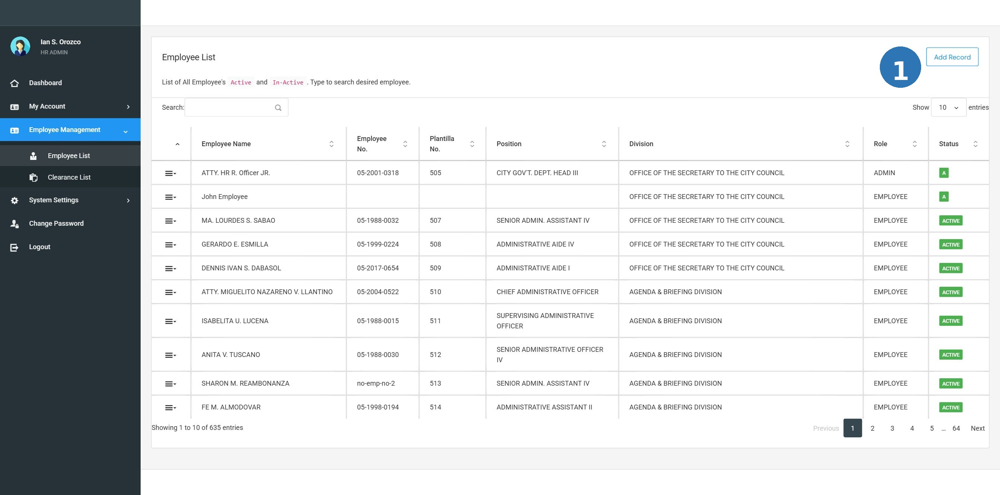 Ian S. Orozco
HR ADMIN
Dashboard
My Account
Employee Management
Employee List
Clearance List
System Settings
Change Password
Logout
Employee List
1
Add Record
List of All Employee's Active and In-Active . Type to search desired employee.
Search:
Show 10 entries
Employee Name Employee No. Plantilla No. Position Division Role Status
ATTY. HR R. Officer JR. 05-2001-0318 505 CITY GOV'T. DEPT. HEAD III OFFICE OF THE SECRETARY TO THE CITY COUNCIL ADMIN A
John Employee OFFICE OF THE SECRETARY TO THE CITY COUNCIL EMPLOYEE A
MA. LOURDES S. SABAO 05-1988-0032 507 SENIOR ADMIN. ASSISTANT IV OFFICE OF THE SECRETARY TO THE CITY COUNCIL EMPLOYEE ACTIVE
GERARDO E. ESMILLA 05-1999-0224 508 ADMINISTRATIVE AIDE IV OFFICE OF THE SECRETARY TO THE CITY COUNCIL EMPLOYEE ACTIVE
DENNIS IVAN S. DABASOL 05-2017-0654 509 ADMINISTRATIVE AIDE I OFFICE OF THE SECRETARY TO THE CITY COUNCIL EMPLOYEE ACTIVE
ATTY. MIGUELITO NAZARENO V. LLANTINO 05-2004-0522 510 CHIEF ADMINISTRATIVE OFFICER AGENDA & BRIEFING DIVISION EMPLOYEE ACTIVE
ISABELITA U. LUCENA 05-1988-0015 511 SUPERVISING ADMINISTRATIVE OFFICER AGENDA & BRIEFING DIVISION EMPLOYEE ACTIVE
ANITA V. TUSCANO 05-1988-0030 512 SENIOR ADMINISTRATIVE OFFICER IV AGENDA & BRIEFING DIVISION EMPLOYEE ACTIVE
SHARON M. REAMBONANZA no-emp-no-2 513 SENIOR ADMIN. ASSISTANT IV AGENDA & BRIEFING DIVISION EMPLOYEE ACTIVE
FE M. ALMODOVAR 05-1998-0194 514 ADMINISTRATIVE ASSISTANT II AGENDA & BRIEFING DIVISION EMPLOYEE ACTIVE
Showing 1 to 10 of 635 entries
Previous 1 2 3 4 5 ... 64 Next